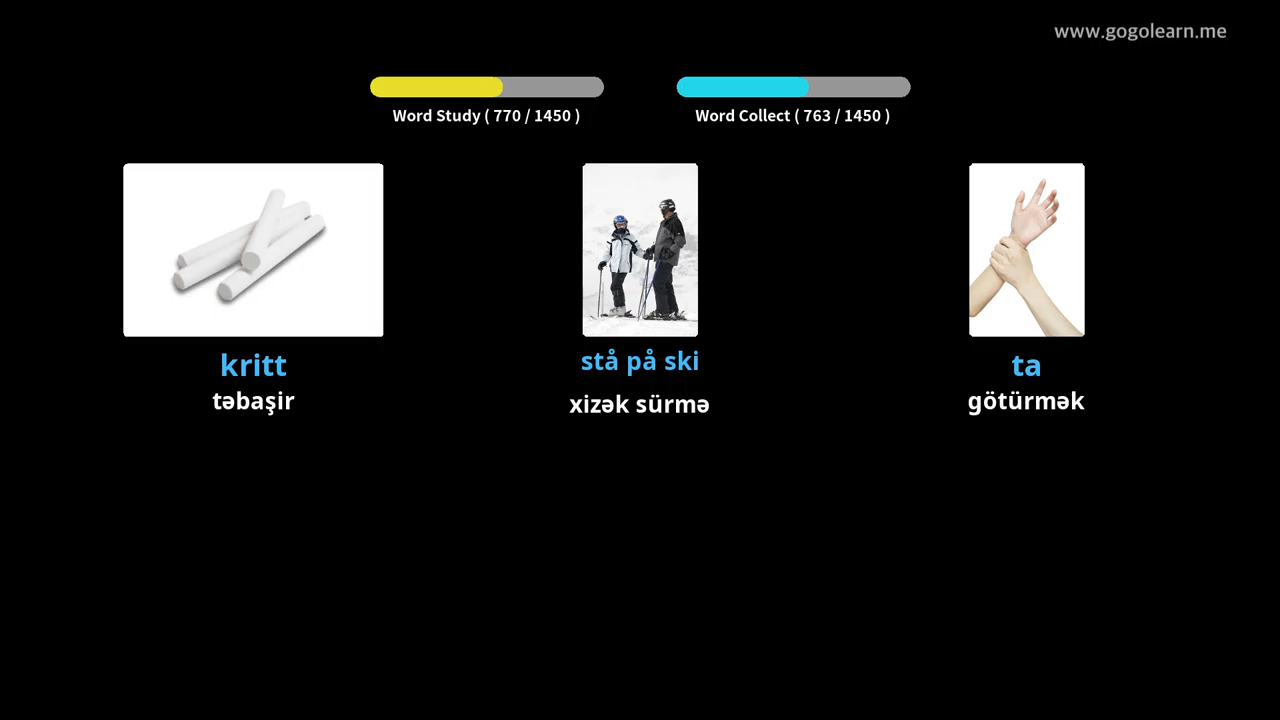 www.gogolearn.me
Word Study ( 770 / 1450 )
Word Collect ( 763 / 1450 )
kritt
təbaşir
stå på ski
xizək sürmə
ta
götürmək